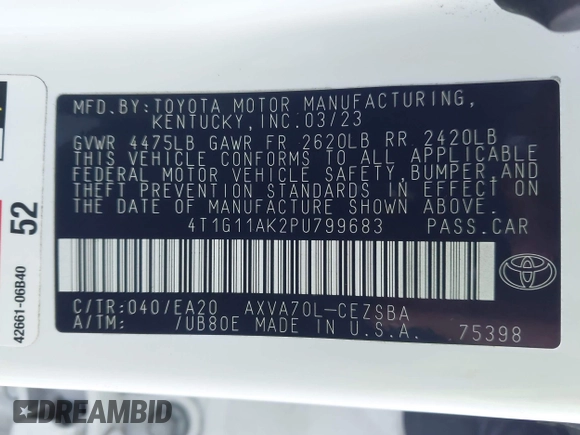 MFD.BY:TOYOTA MOTOR MANUFACTURING,
KENTUCKY,INC.03/23
GVWR 4475LB GAWR FR 2620LB RR 2420LB
THIS VEHICLE CONFORMS TO ALL APPLICABLE
FEDERAL MOTOR VEHICLE SAFETY,BUMPER,AND
THEFT PREVENTION STANDARDS IN EFFECT ON
THE DATE OF MANUFACTURE SHOWN ABOVE.
4T1G11AK2PU799683 PASS.CAR
C/TR:040/EA20 AXVA70L-CEZSBA
A/TM: /UB80E MADE IN U.S.A. 75398
52
42661-06B40
DREAMBID